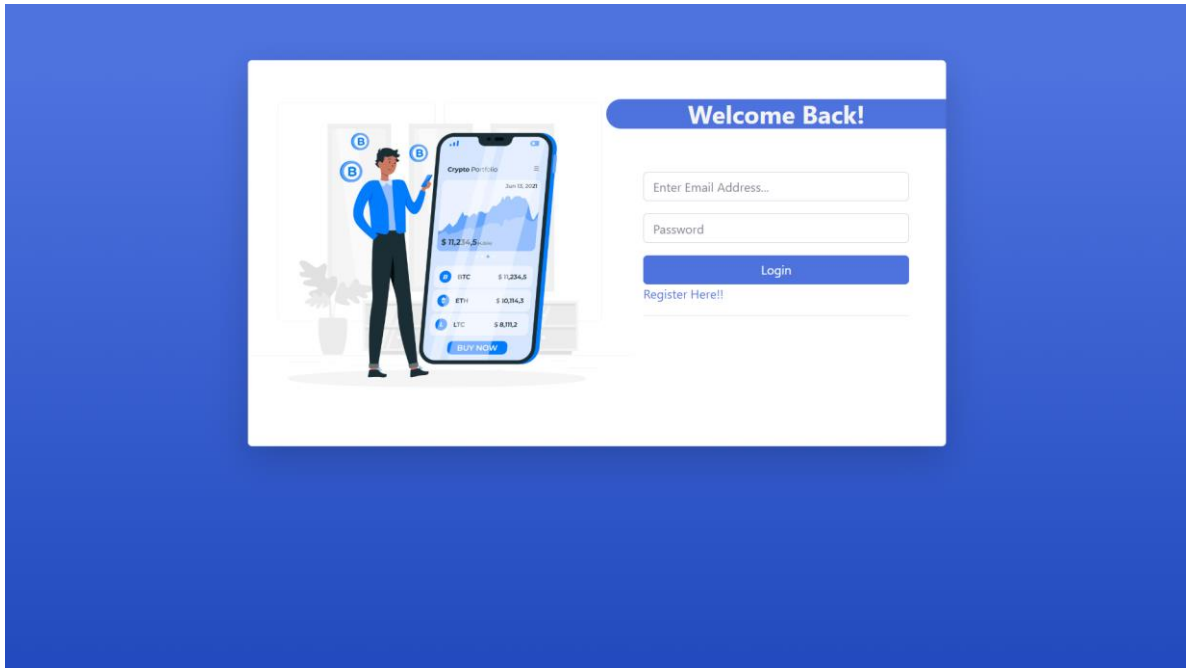 Welcome Back!
Enter Email Address...
Password
Login
Register Here!!
B
B
B
Crypto Portfolio
Jun 13, 2021
$ 11,234,5
BTC $ 11,234,5
ETH $ 10,114,3
LTC $ 8,111,2
BUY NOW